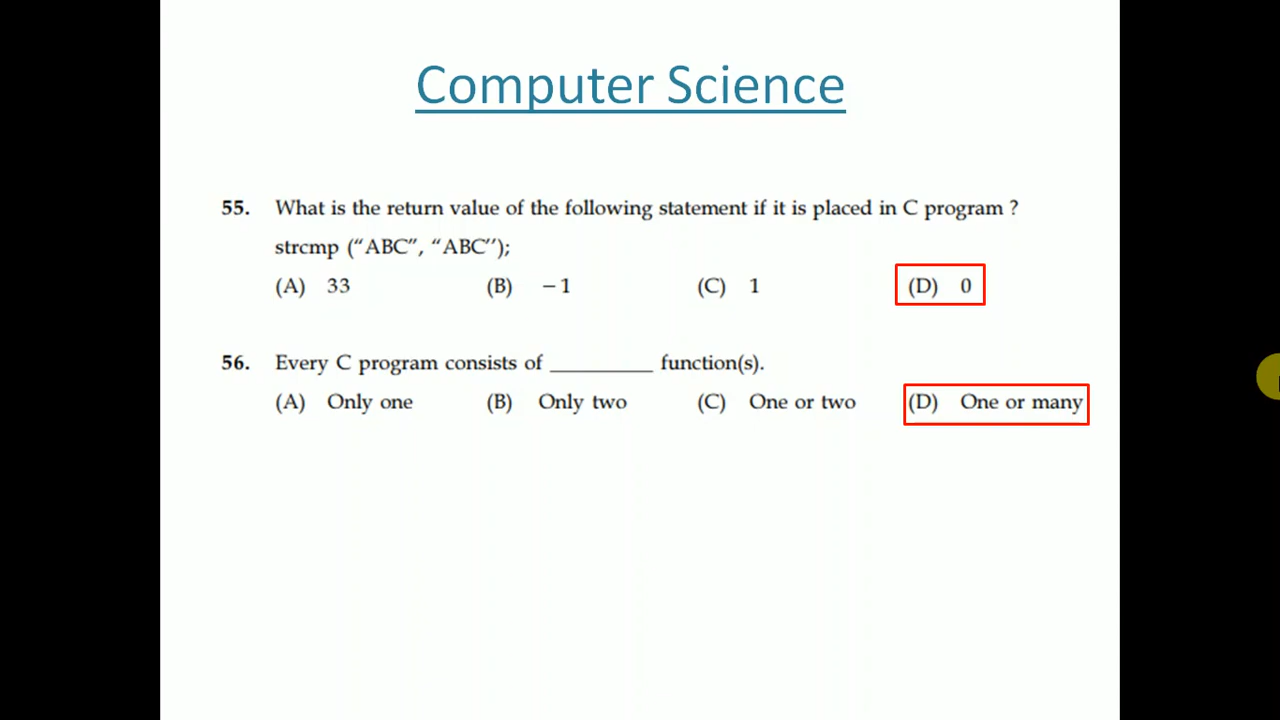 Computer Science
55. What is the return value of the following statement if it is placed in C program ?
strcmp (“ABC”, “ABC’’);
(A) 33 (B) −1 (C) 1 (D) 0
56. Every C program consists of _________ function(s).
(A) Only one (B) Only two (C) One or two (D) One or many